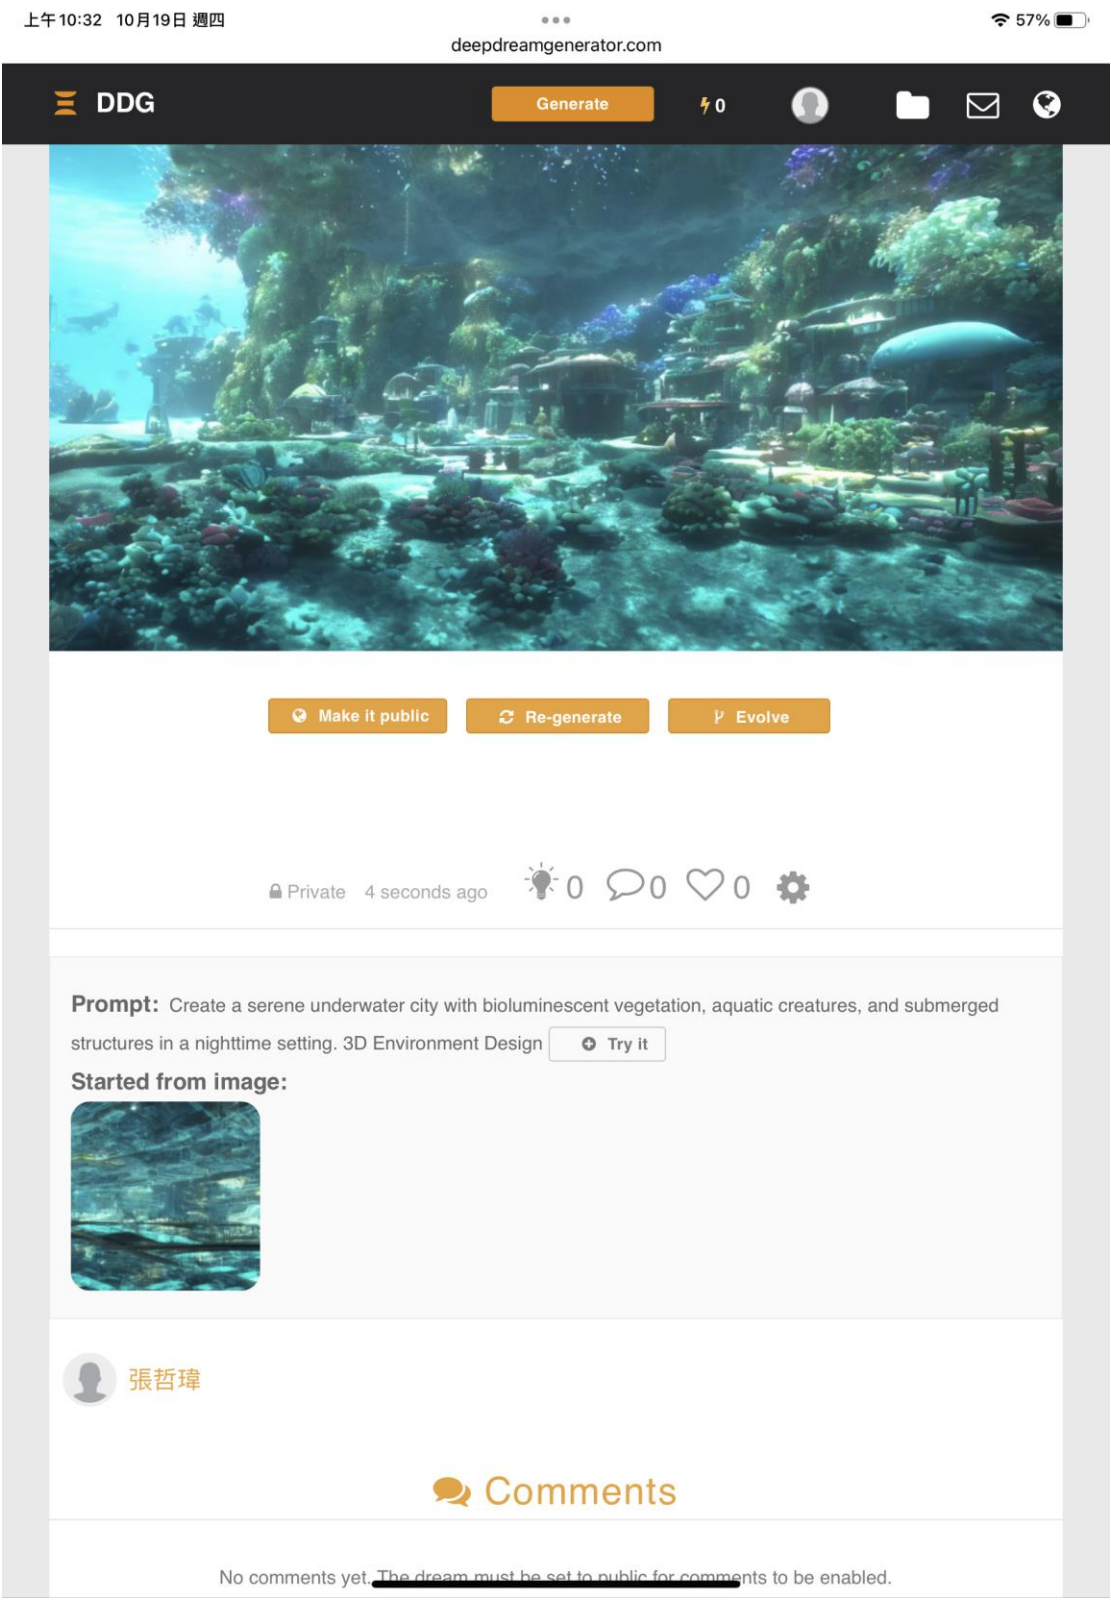 上午10:32 10月19日 週四
57%
deepdreamgenerator.com
DDG
Generate
0
Make it public
Re-generate
Evolve
Private 4 seconds ago 0 0 0
Prompt: Create a serene underwater city with bioluminescent vegetation, aquatic creatures, and submerged
structures in a nighttime setting. 3D Environment Design Try it
Started from image:
張哲瑋
Comments
No comments yet. The dream must be set to public for comments to be enabled.